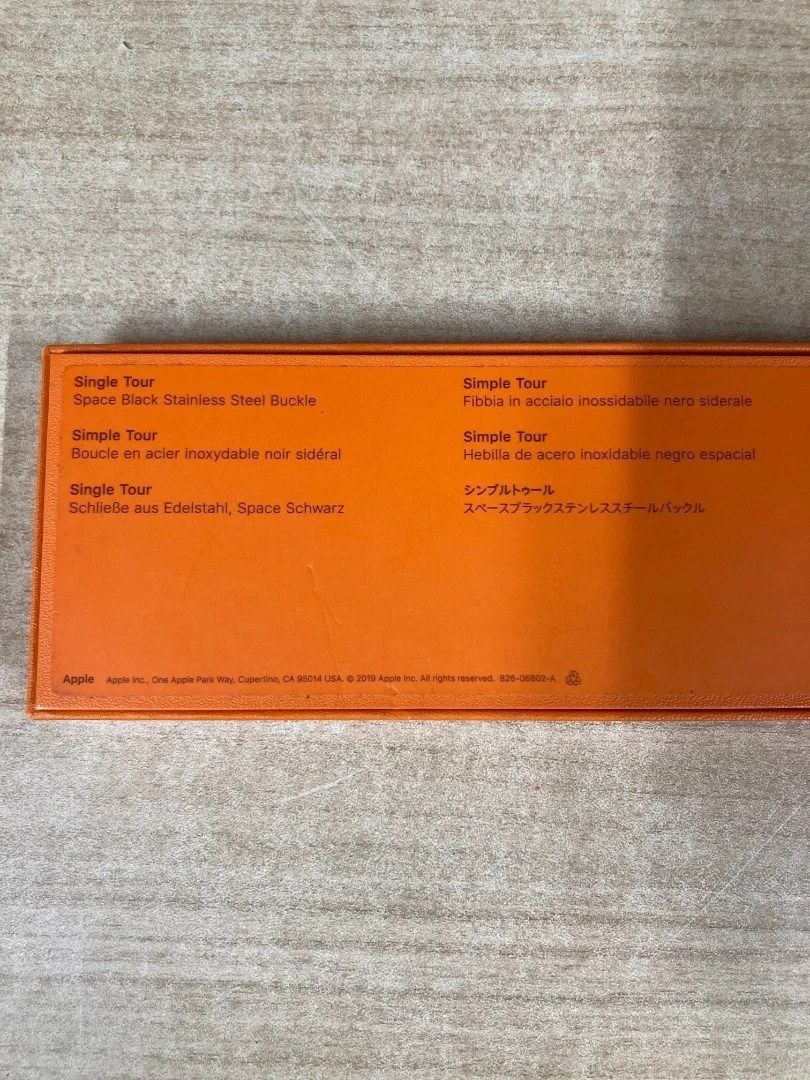 Single Tour
Space Black Stainless Steel Buckle
Simple Tour
Boucle en acier inoxydable noir sidéral
Single Tour
Schließe aus Edelstahl, Space Schwarz
Simple Tour
Fibbia in acciaio inossidabile nero siderale
Simple Tour
Hebilla de acero inoxidable negro espacial
シンプルトゥール
スペースブラックステンレススチールバックル
Apple Apple Inc., One Apple Park Way, Cupertino, CA 95014 USA. © 2019 Apple Inc. All rights reserved. 826-06802-A